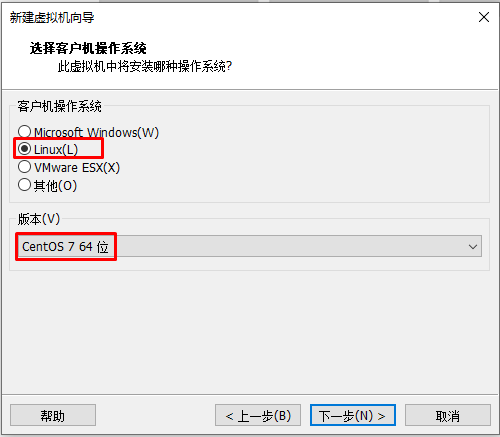 新建虚拟机向导
选择客户机操作系统
此虚拟机中将安装哪种操作系统?
客户机操作系统
Microsoft Windows(W)
Linux(L)
VMware ESX(X)
其他(O)
版本(V)
CentOS 7 64 位
帮助
< 上一步(B)
下一步(N) >
取消